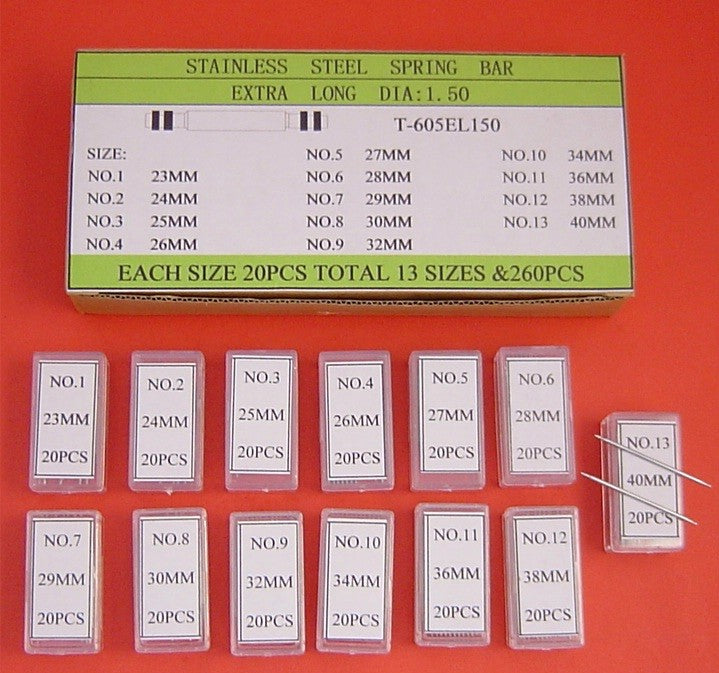 STAINLESS STEEL SPRING BAR
EXTRA LONG DIA:1.50
T-605EL150
SIZE:
NO.1 23MM
NO.2 24MM
NO.3 25MM
NO.4 26MM
NO.5 27MM
NO.6 28MM
NO.7 29MM
NO.8 30MM
NO.9 32MM
NO.10 34MM
NO.11 36MM
NO.12 38MM
NO.13 40MM
EACH SIZE 20PCS TOTAL 13 SIZES &260PCS
NO.1
23MM
20PCS
NO.2
24MM
20PCS
NO.3
25MM
20PCS
NO.4
26MM
20PCS
NO.5
27MM
20PCS
NO.6
28MM
20PCS
NO.13
40MM
20PCS
NO.7
29MM
20PCS
NO.8
30MM
20PCS
NO.9
32MM
20PCS
NO.10
34MM
20PCS
NO.11
36MM
20PCS
NO.12
38MM
20PCS